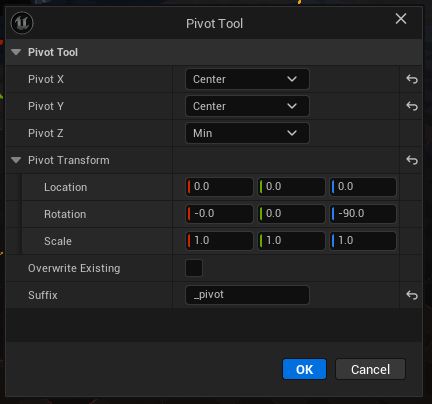 Pivot Tool
Pivot Tool
Pivot X Center
Pivot Y Center
Pivot Z Min
Pivot Transform
Location 0.0 0.0 0.0
Rotation -0.0 0.0 -90.0
Scale 1.0 1.0 1.0
Overwrite Existing
Suffix _pivot
OK Cancel